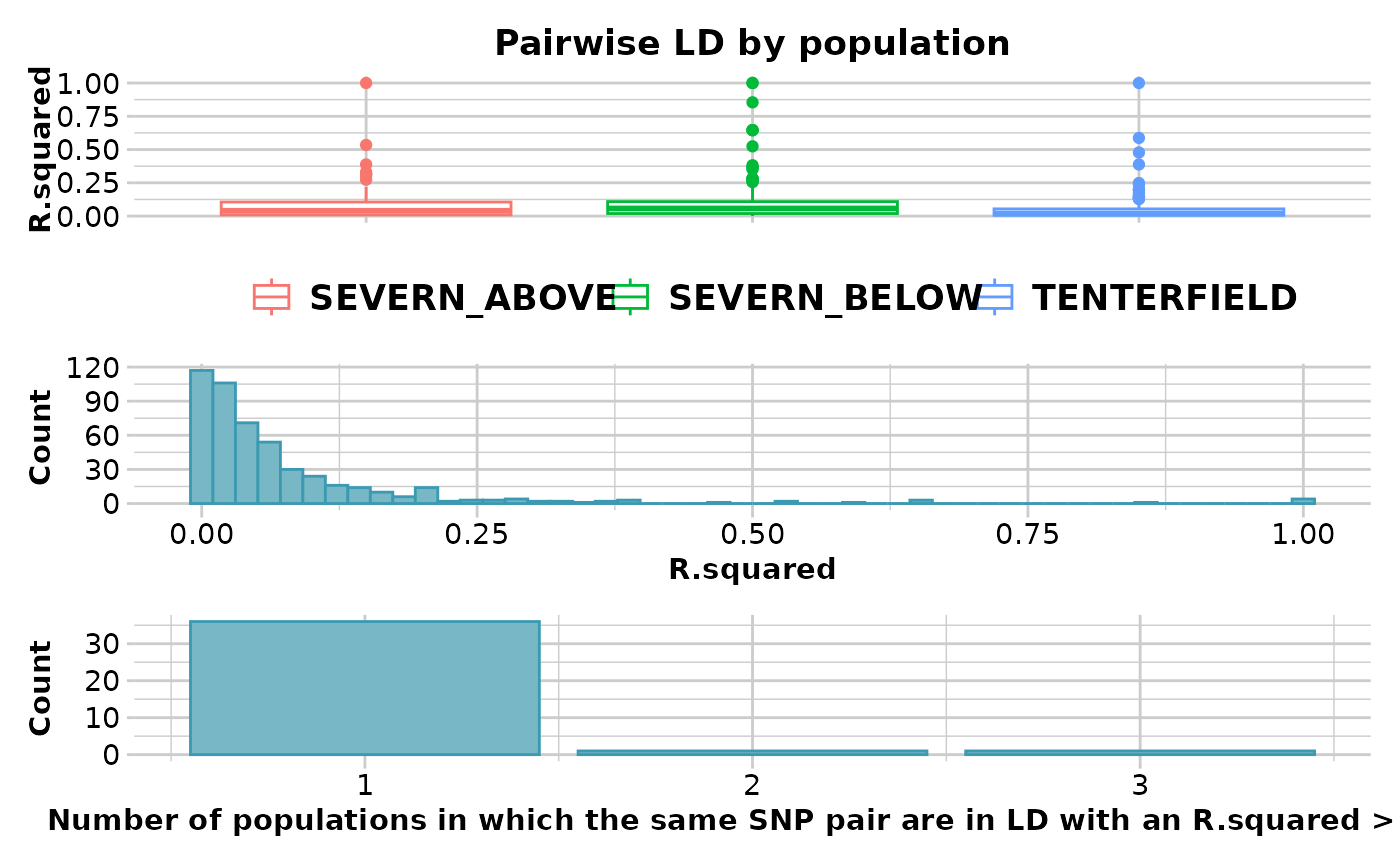 Pairwise LD by population
R.squared
1.00
0.75
0.50
0.25
0.00
SEVERN_ABOVE SEVERN_BELOW TENTERFIELD
Count
120
90
60
30
0
0.00 0.25 0.50 0.75 1.00
R.squared
Count
30
20
10
0
1 2 3
Number of populations in which the same SNP pair are in LD with an R.squared >